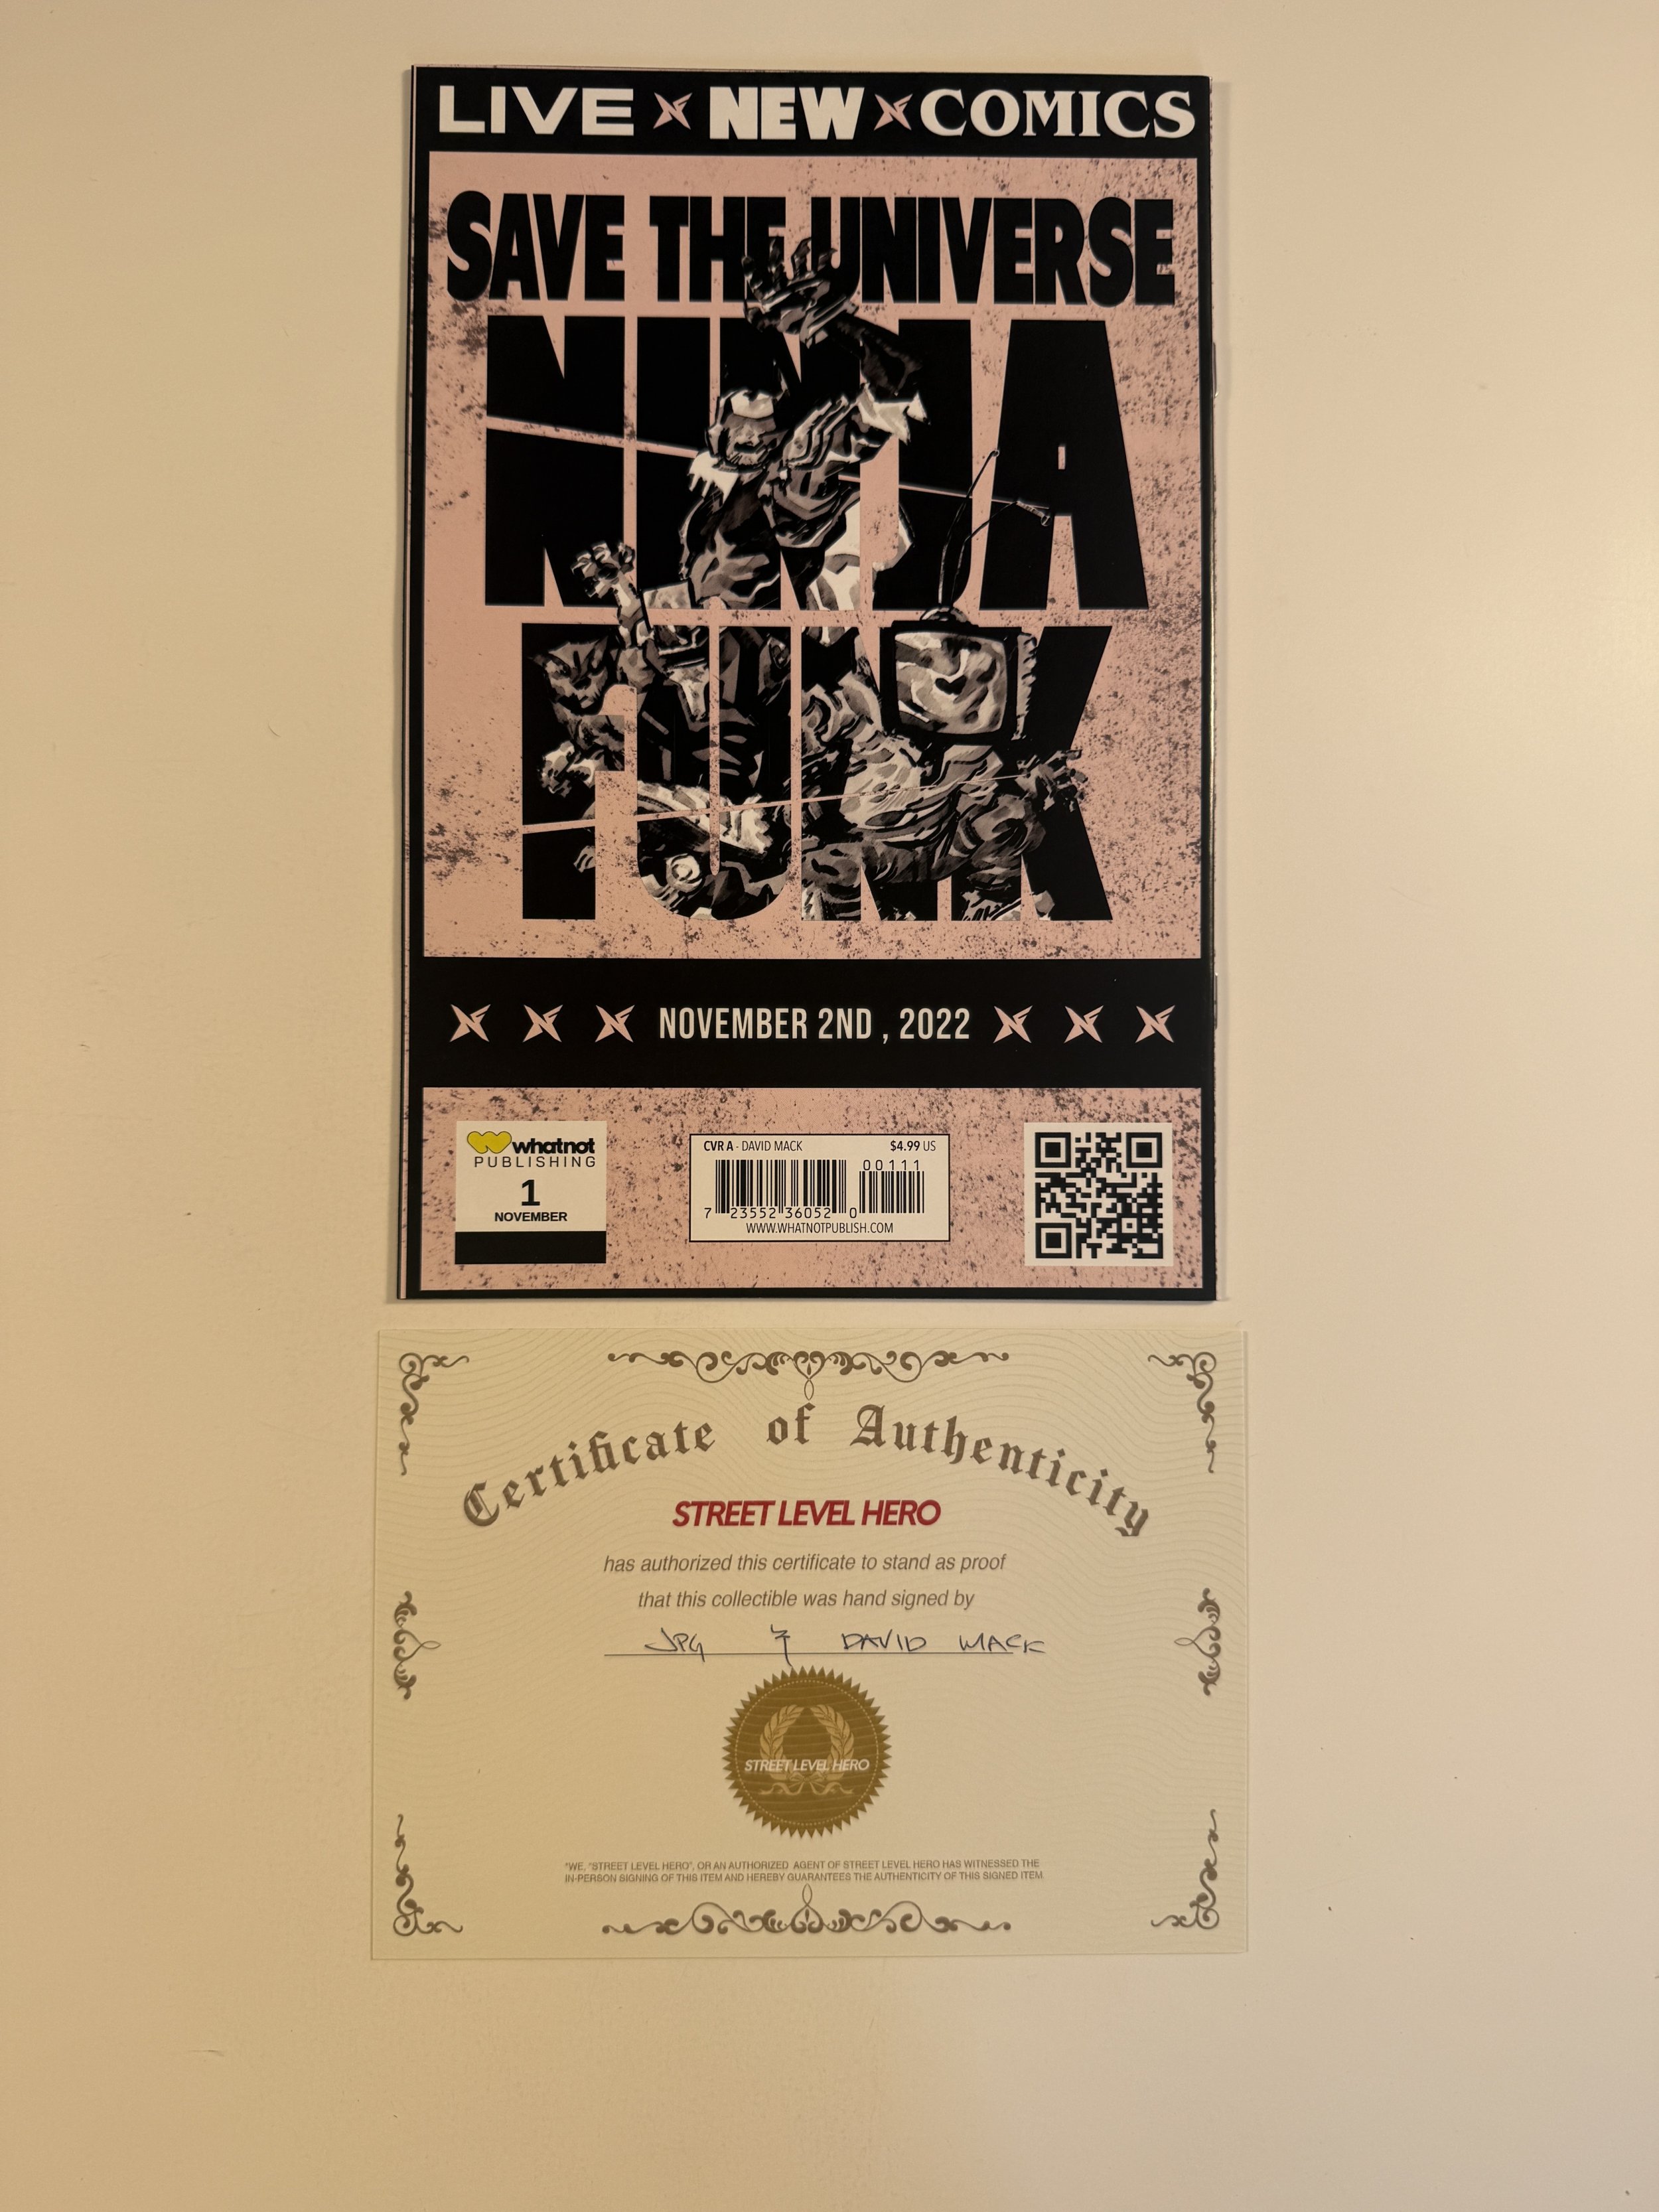 LIVE NEW COMICS
SAVE THE UNIVERSE
NINJA
FUNK
NOVEMBER 2ND , 2022
whatnot
PUBLISHING
1
NOVEMBER
CVR A - DAVID MACK $4.99 US
00111
7 23552 36052 0
WWW.WHATNOTPUBLISH.COM
Certificate of Authenticity
STREET LEVEL HERO
has authorized this certificate to stand as proof
that this collectible was hand signed by
JPG & DAVID MACK
STREET LEVEL HERO
"WE, "STREET LEVEL HERO", OR AN AUTHORIZED AGENT OF STREET LEVEL HERO HAS WITNESSED THE
IN-PERSON SIGNING OF THIS ITEM AND HEREBY GUARANTEES THE AUTHENTICITY OF THIS SIGNED ITEM.